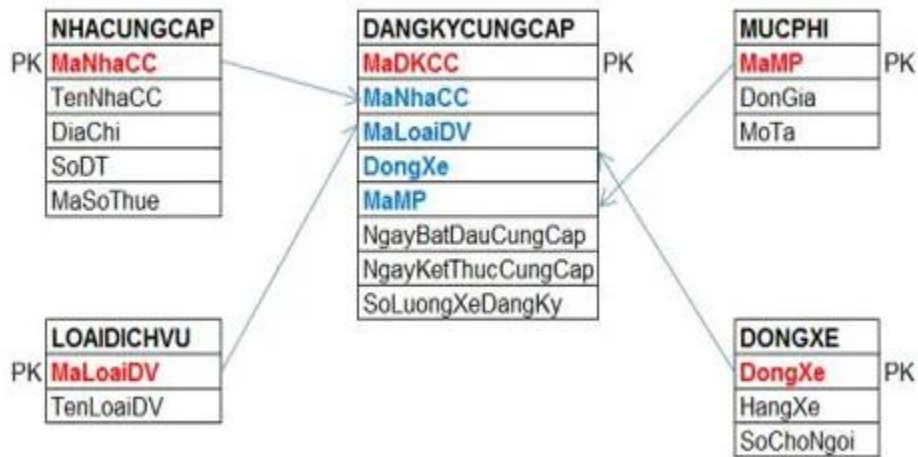 NHACUNGCAP
PK MaNhaCC
TenNhaCC
DiaChi
SoDT
MaSoThue
DANGKYCUNGCAP
MaDKCC PK
MaNhaCC
MaLoaiDV
DongXe
MaMP
NgayBatDauCungCap
NgayKetThucCungCap
SoLuongXeDangKy
MUCPHI
MaMP PK
DonGia
MoTa
LOAIDICHVU
PK MaLoaiDV
TenLoaiDV
DONGXE
DongXe PK
HangXe
SoChoNgoi